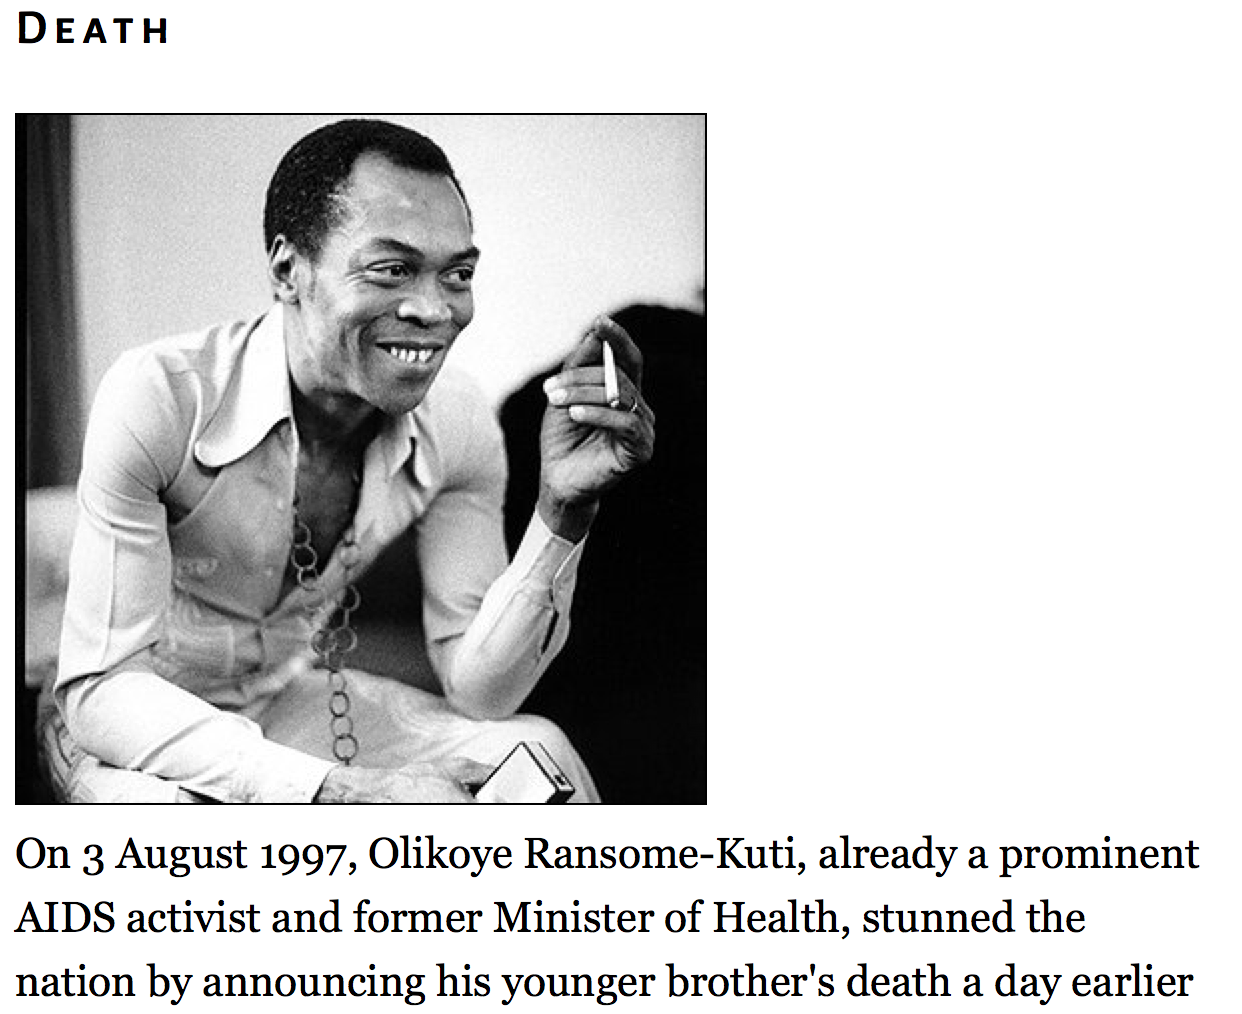 DEATH
On 3 August 1997, Olikoye Ransome-Kuti, already a prominent
AIDS activist and former Minister of Health, stunned the
nation by announcing his younger brother's death a day earlier